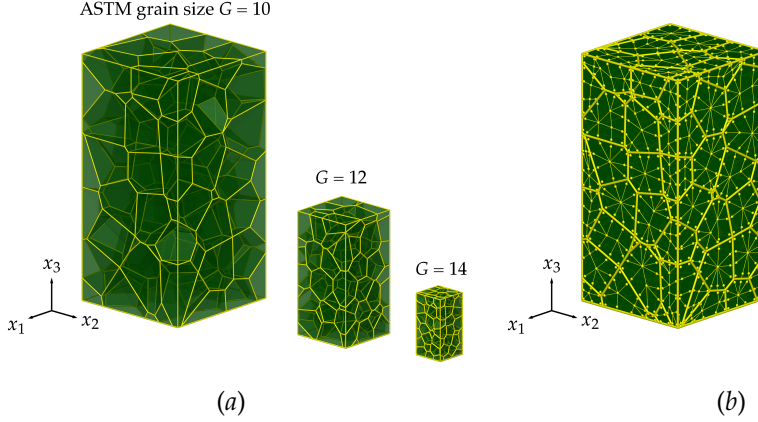 ASTM grain size G = 10
G = 12
G = 14
x₃
x₁ x₂
x₃
x₁ x₂
(a)
(b)